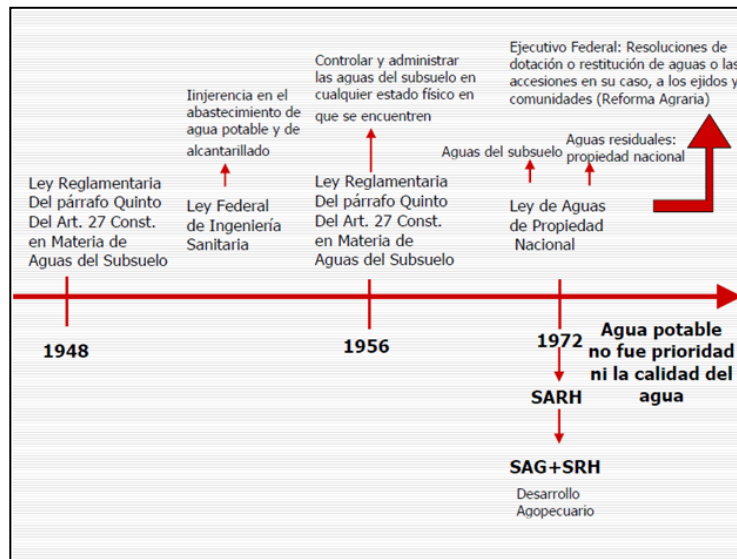 Ley Reglamentaria
Del párrafo Quinto
Del Art. 27 Const.
en Materia de
Aguas del Subsuelo
Iinjerencia en el
abastecimiento de
agua potable y de
alcantarillado
Ley Federal
de Ingeniería
Sanitaria
Controlar y administrar
las aguas del subsuelo en
cualquier estado físico en
que se encuentren
Ley Reglamentaria
Del párrafo Quinto
Del Art. 27 Const.
en Materia de
Aguas del Subsuelo
Ejecutivo Federal: Resoluciones de
dotación o restitución de aguas o las
accesiones en su caso, a los ejidos y
comunidades (Reforma Agraria)
Aguas del subsuelo
Aguas residuales:
propiedad nacional
Ley de Aguas
de Propiedad
Nacional
1948
1956
1972
Agua potable
no fue prioridad
ni la calidad del
agua
SARH
SAG+SRH
Desarrollo
Agopecuario